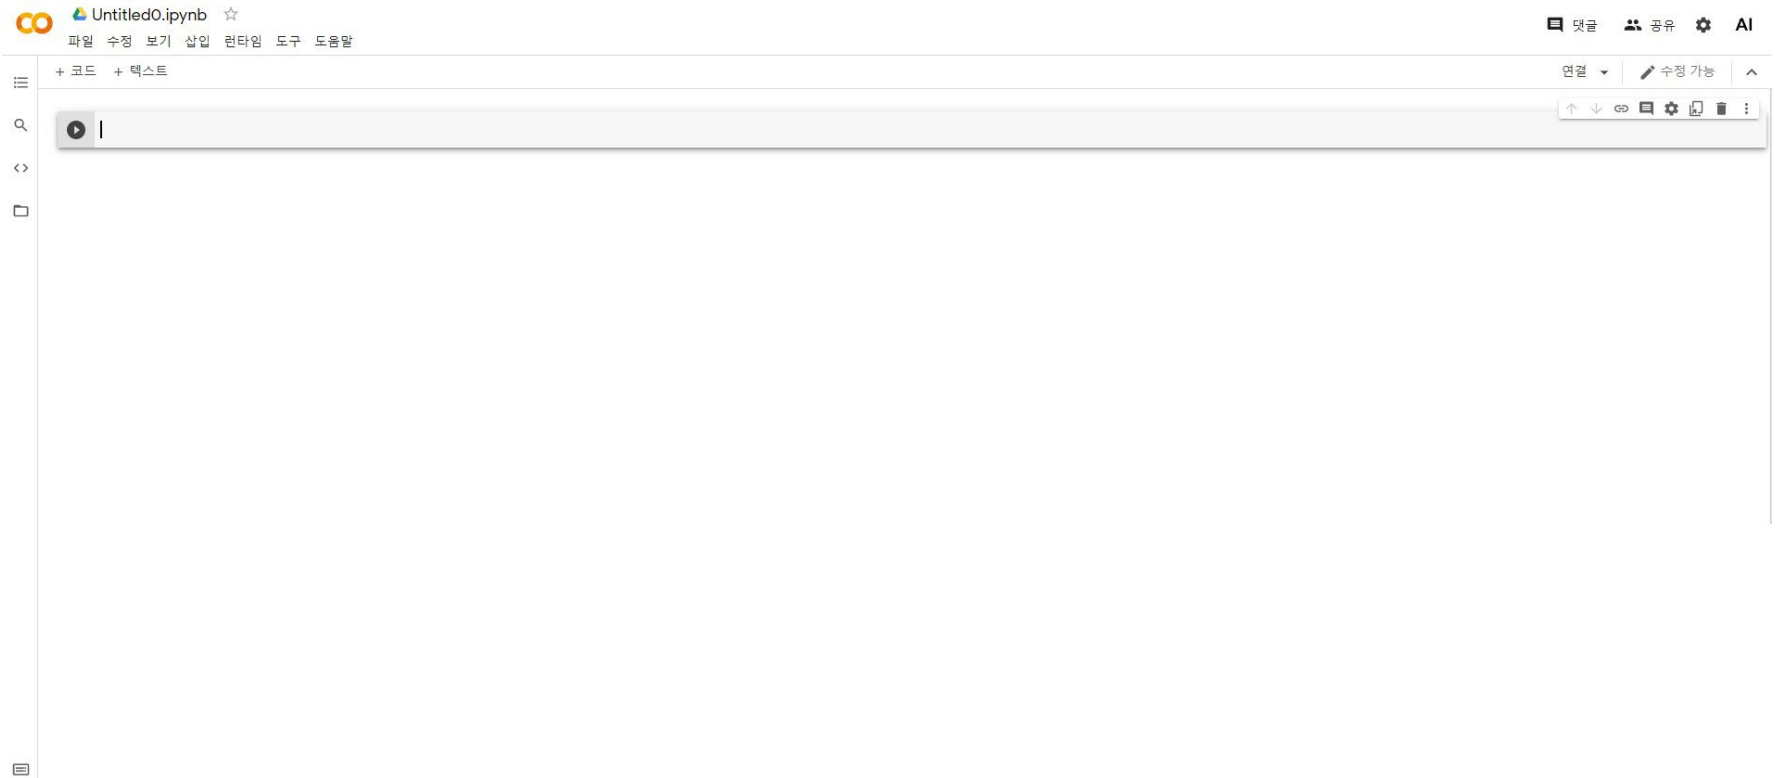 Untitled0.ipynb
댓글 공유 AI
파일 수정 보기 삽입 런타임 도구 도움말
+ 코드 + 텍스트 연결 수정 가능